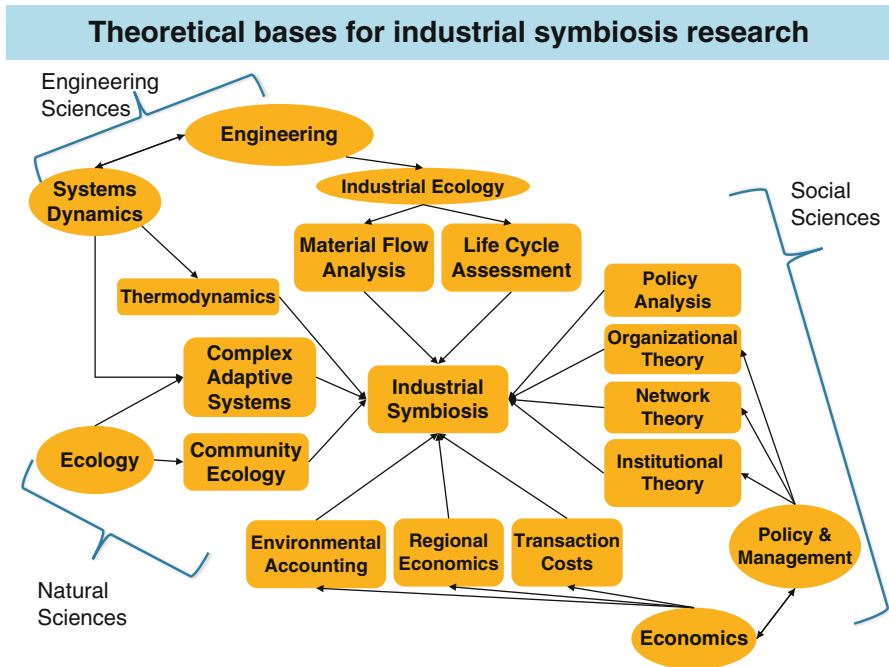 Theoretical bases for industrial symbiosis research
Engineering
Sciences
Engineering
Systems
Dynamics
Industrial Ecology
Social
Sciences
Material Flow
Analysis
Life Cycle
Assessment
Thermodynamics
Policy
Analysis
Organizational
Theory
Complex
Adaptive
Systems
Industrial
Symbiosis
Network
Theory
Ecology
Community
Ecology
Institutional
Theory
Environmental
Accounting
Regional
Economics
Transaction
Costs
Policy &
Management
Natural
Sciences
Economics